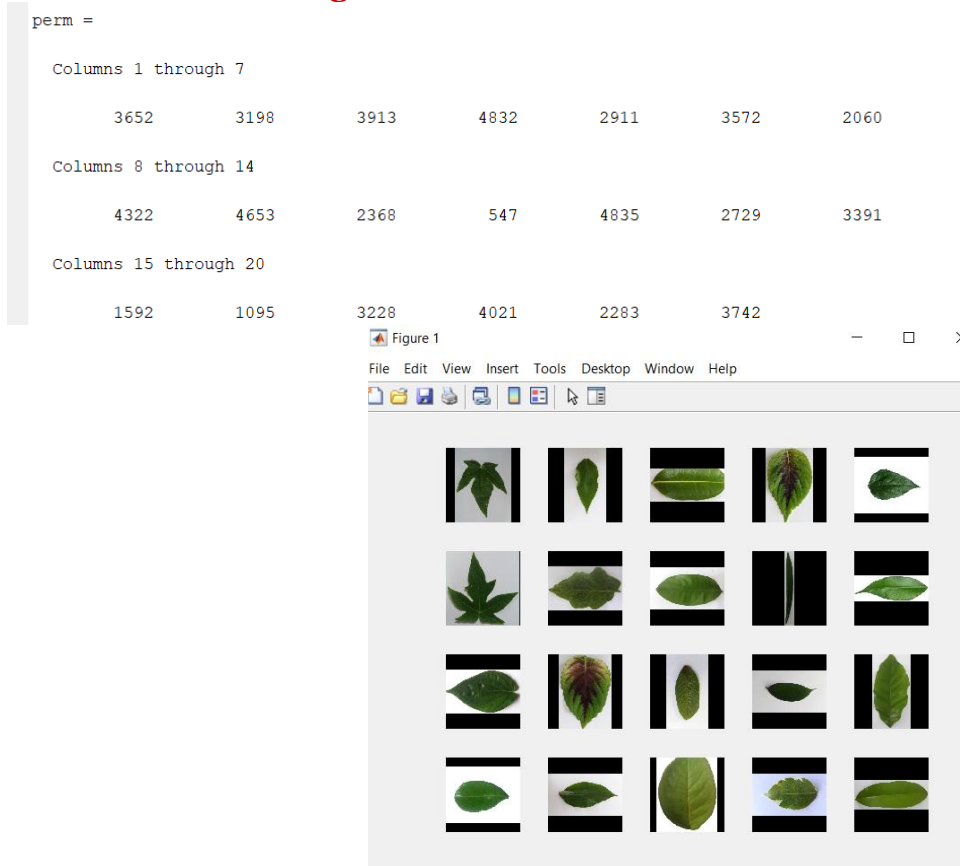 perm =
Columns 1 through 7
3652 3198 3913 4832 2911 3572 2060
Columns 8 through 14
4322 4653 2368 547 4835 2729 3391
Columns 15 through 20
1592 1095 3228 4021 2283 3742
Figure 1
File Edit View Insert Tools Desktop Window Help